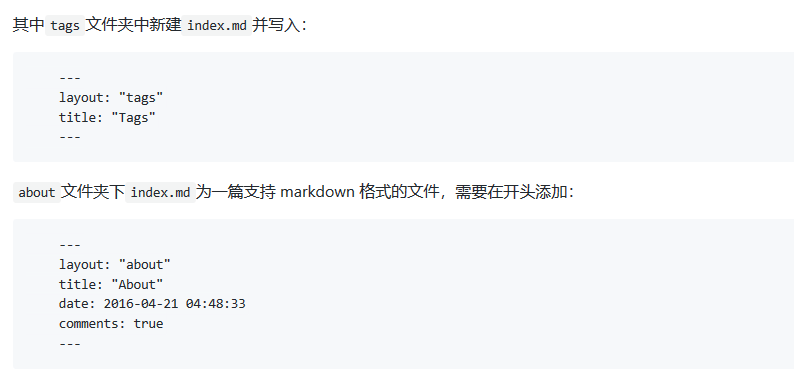 其中 tags 文件夹中新建 index.md 并写入：
---
layout: "tags"
title: "Tags"
---
about 文件夹下 index.md 为一篇支持 markdown 格式的文件，需要在开头添加：
---
layout: "about"
title: "About"
date: 2016-04-21 04:48:33
comments: true
---